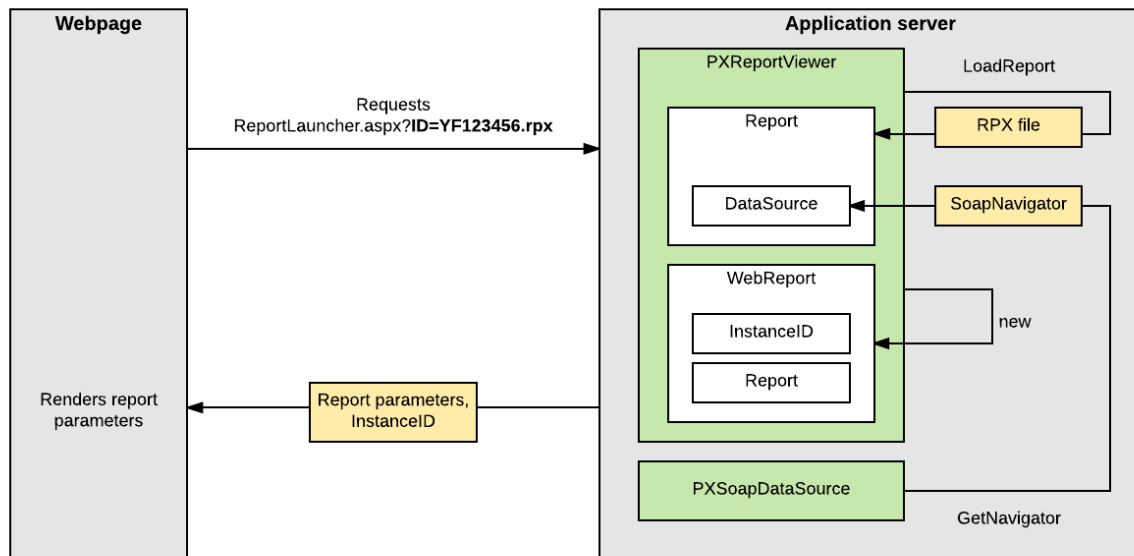 Webpage
Requests
ReportLauncher.aspx?ID=YF123456.rpx
Renders report
parameters
Report parameters,
InstanceID
Application server
PXReportViewer
LoadReport
Report
RPX file
DataSource
SoapNavigator
WebReport
InstanceID
new
Report
PXSoapDataSource
GetNavigator